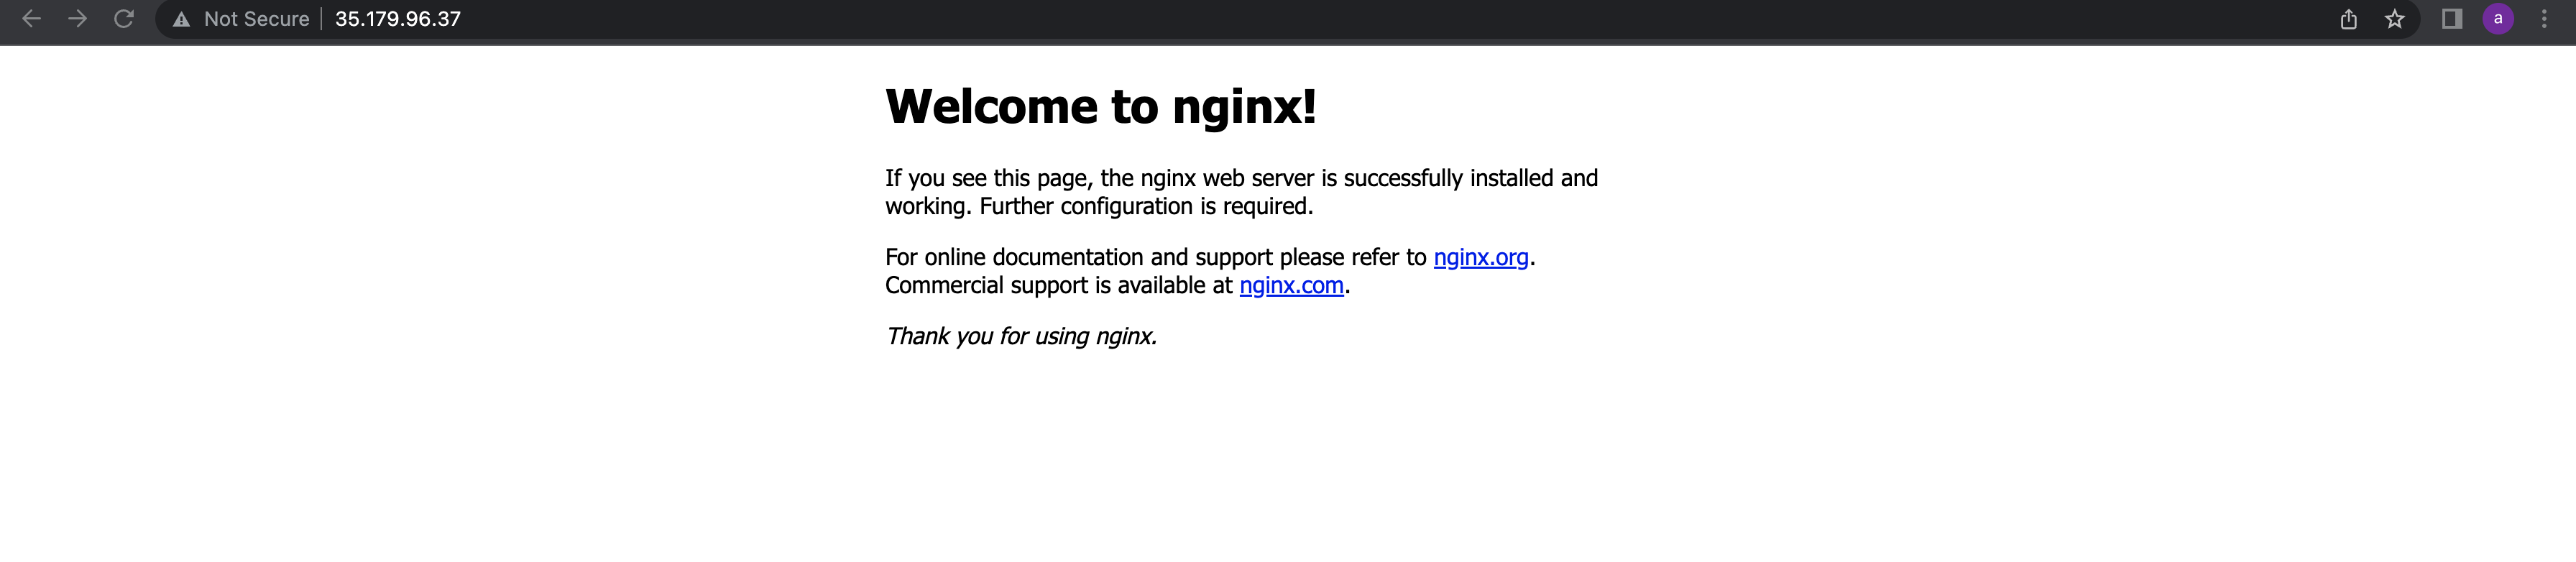 Not Secure | 35.179.96.37
a
Welcome to nginx!
If you see this page, the nginx web server is successfully installed and
working. Further configuration is required.
For online documentation and support please refer to nginx.org.
Commercial support is available at nginx.com.
Thank you for using nginx.